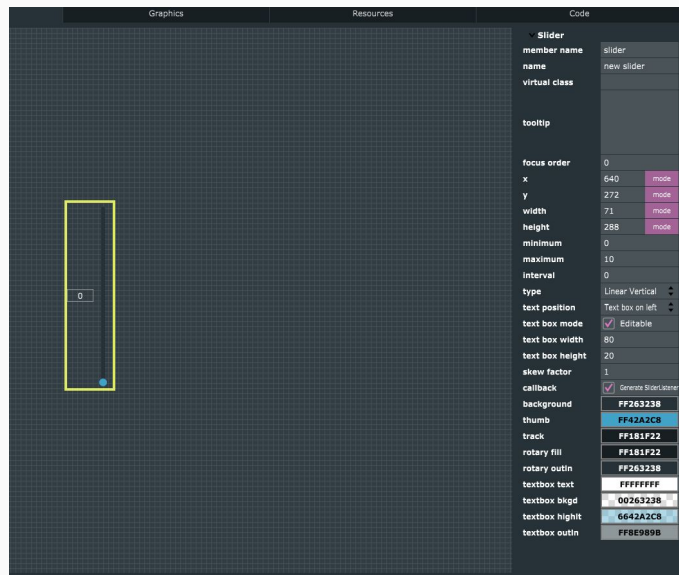 Graphics Resources Code
Slider
member name slider
name new slider
virtual class
tooltip
focus order 0
x 640 mode
y 272 mode
width 71 mode
height 288 mode
minimum 0
maximum 10
interval 0
type Linear Vertical
text position Text box on left
text box mode Editable
text box width 80
text box height 20
skew factor 1
callback Generate SliderListener
background FF263238
thumb FF42A2C8
track FF181F22
rotary fill FF181F22
rotary outln FF263238
textbox text FFFFFFFF
textbox bkgd 00263238
textbox highlt 6642A2C8
textbox outln FF8E989B
0